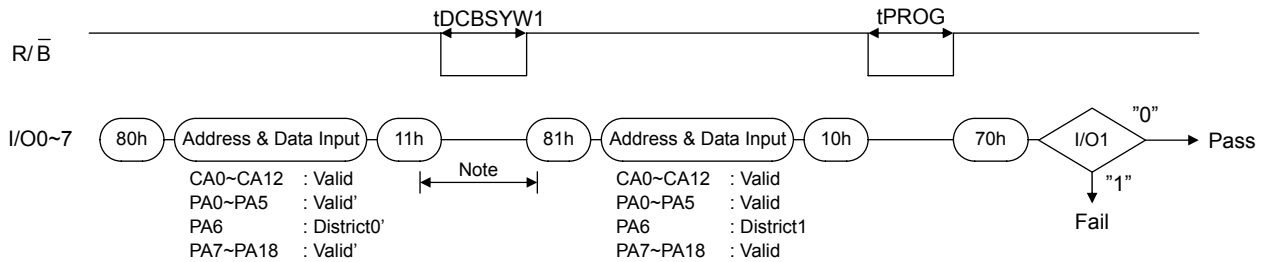 tDCBSYW1
tPROG
R/B̅
I/O0~7
80h
Address & Data Input
11h
81h
Address & Data Input
10h
70h
I/O1
”0”
Pass
Note
”1”
Fail
CA0~CA12 : Valid
PA0~PA5 : Valid’
PA6 : District0’
PA7~PA18 : Valid’
CA0~CA12 : Valid
PA0~PA5 : Valid
PA6 : District1
PA7~PA18 : Valid